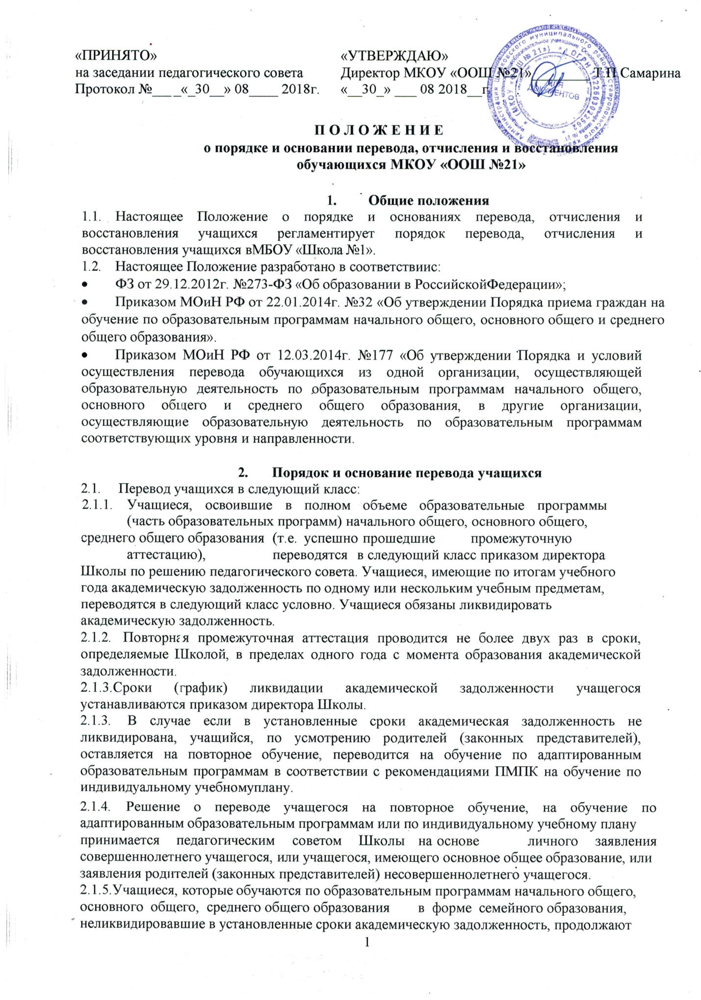 «ПРИНЯТО»
на заседании педагогического совета
Протокол №___ _«_30__» 08____ 2018г.
«УТВЕРЖДАЮ»
Директор МКОУ «ООШ №21»_________Т.П Самарина
«__30_» ___ 08 2018__г.
ДОКУМЕНТОВ
(МКОУ «ООШ № 21») * ОГРН 1022603022562 *
П О Л О Ж Е Н И Е
о порядке и основании перевода, отчисления и восстановления
обучающихся МКОУ «ООШ №21»
1. Общие положения
1.1. Настоящее Положение о порядке и основаниях перевода, отчисления и
восстановления учащихся регламентирует порядок перевода, отчисления и
восстановления учащихся вМБОУ «Школа №1».
1.2. Настоящее Положение разработано в соответствиис:
• ФЗ от 29.12.2012г. №273-ФЗ «Об образовании в РоссийскойФедерации»;
• Приказом МОиН РФ от 22.01.2014г. №32 «Об утверждении Порядка приема граждан на
обучение по образовательным программам начального общего, основного общего и среднего
общего образования».
• Приказом МОиН РФ от 12.03.2014г. №177 «Об утверждении Порядка и условий
осуществления перевода обучающихся из одной организации, осуществляющей
образовательную деятельность по образовательным программам начального общего,
основного общего и среднего общего образования, в другие организации,
осуществляющие образовательную деятельность по образовательным программам
соответствующих уровня и направленности.
2. Порядок и основание перевода учащихся
2.1. Перевод учащихся в следующий класс:
2.1.1. Учащиеся, освоившие в полном объеме образовательные программы
(часть образовательных программ) начального общего, основного общего,
среднего общего образования (т.е. успешно прошедшие промежуточную
аттестацию), переводятся в следующий класс приказом директора
Школы по решению педагогического совета. Учащиеся, имеющие по итогам учебного
года академическую задолженность по одному или нескольким учебным предметам,
переводятся в следующий класс условно. Учащиеся обязаны ликвидировать
академическую задолженность.
2.1.2. Повторная промежуточная аттестация проводится не более двух раз в сроки,
определяемые Школой, в пределах одного года с момента образования академической
задолженности.
2.1.3.Сроки (график) ликвидации академической задолженности учащегося
устанавливаются приказом директора Школы.
2.1.3. В случае если в установленные сроки академическая задолженность не
ликвидирована, учащийся, по усмотрению родителей (законных представителей),
оставляется на повторное обучение, переводится на обучение по адаптированным
образовательным программам в соответствии с рекомендациями ПМПК на обучение по
индивидуальному учебномуплану.
2.1.4. Решение о переводе учащегося на повторное обучение, на обучение по
адаптированным образовательным программам или по индивидуальному учебному плану
принимается педагогическим советом Школы на основе личного заявления
совершеннолетнего учащегося, или учащегося, имеющего основное общее образование, или
заявления родителей (законных представителей) несовершеннолетнего учащегося.
2.1.5.Учащиеся, которые обучаются по образовательным программам начального общего,
основного общего, среднего общего образования в форме семейного образования,
неликвидировавшие в установленные сроки академическую задолженность, продолжают
1